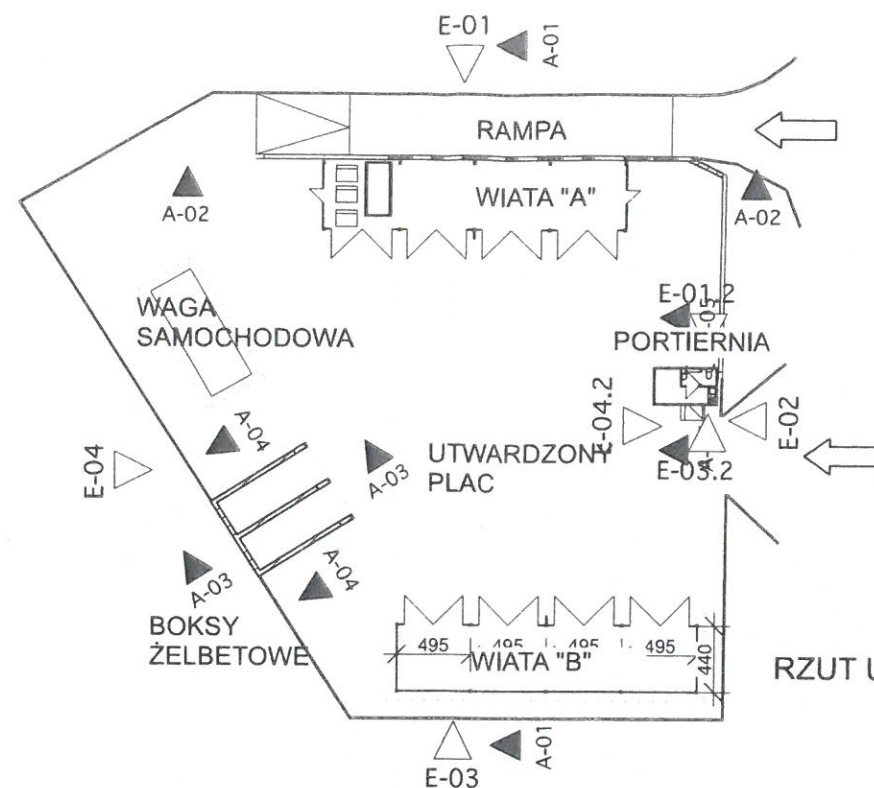 E-01
A-01
RAMPA
WIATA "A"
A-02
A-02
WAGA
SAMOCHODOWA
E-01.2
PORTIERNIA
E-04.2
E-02
E-03.2
A-04
E-04
A-03
UTWARDZONY
PLAC
A-03
A-04
BOKSY
ŻELBETOWE
495
495
495
495
440
WIATA "B"
RZUT U
E-03
A-01